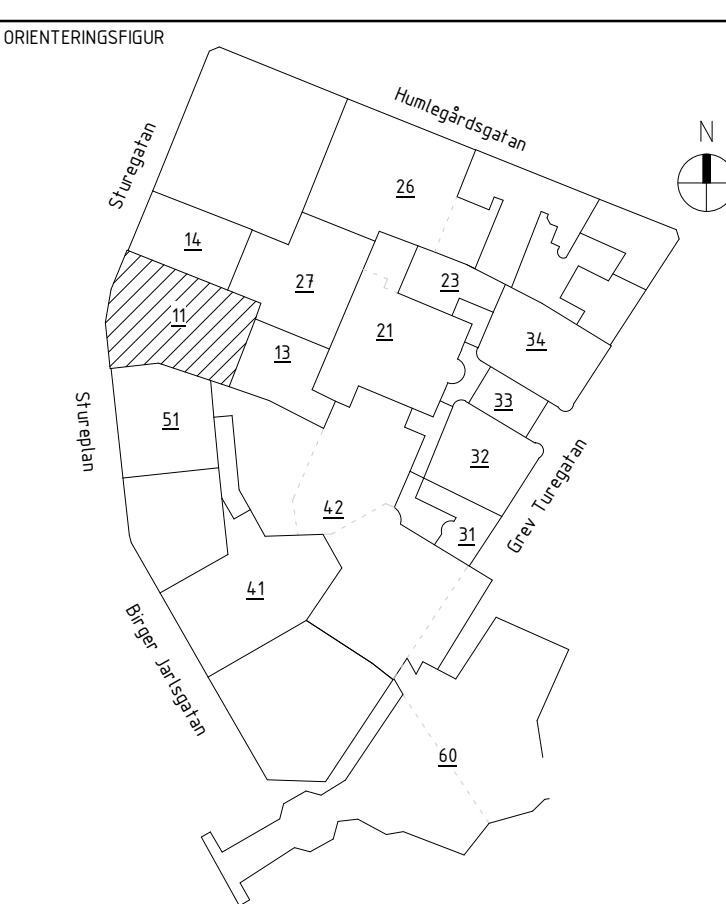 ORIENTERINGSFIGUR
Humlegårdsgatan
N
Sturegatan
26
14
23
27
11
21
34
13
33
Stureplan
51
32
Grev Turegatan
42
31
41
Birger Jarlsgatan
60